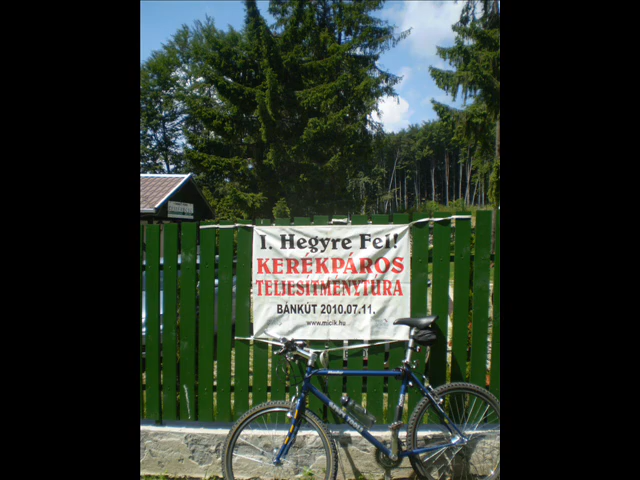 I. Hegyre Fel!
KERÉKPÁROS
TELJESÍTMÉNYTÚRA
BÁNKÚT 2010.07.11.
www.micik.hu